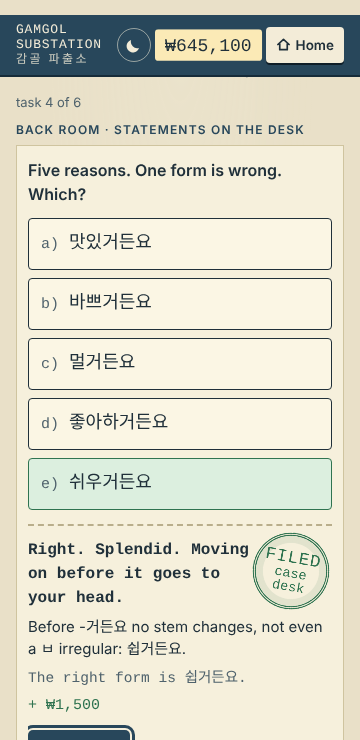 GAMGOL
SUBSTATION
감골 파출소
₩645,100
Home
task 4 of 6
BACK ROOM · STATEMENTS ON THE DESK
Five reasons. One form is wrong.
Which?
a) 맛있거든요
b) 바쁘거든요
c) 멀거든요
d) 좋아하거든요
e) 쉬우거든요
Right. Splendid. Moving
on before it goes to
your head.
FILED
case
desk
Before -거든요 no stem changes, not even
a ㅂ irregular: 쉽거든요.
The right form is 쉽거든요.
+ ₩1,500